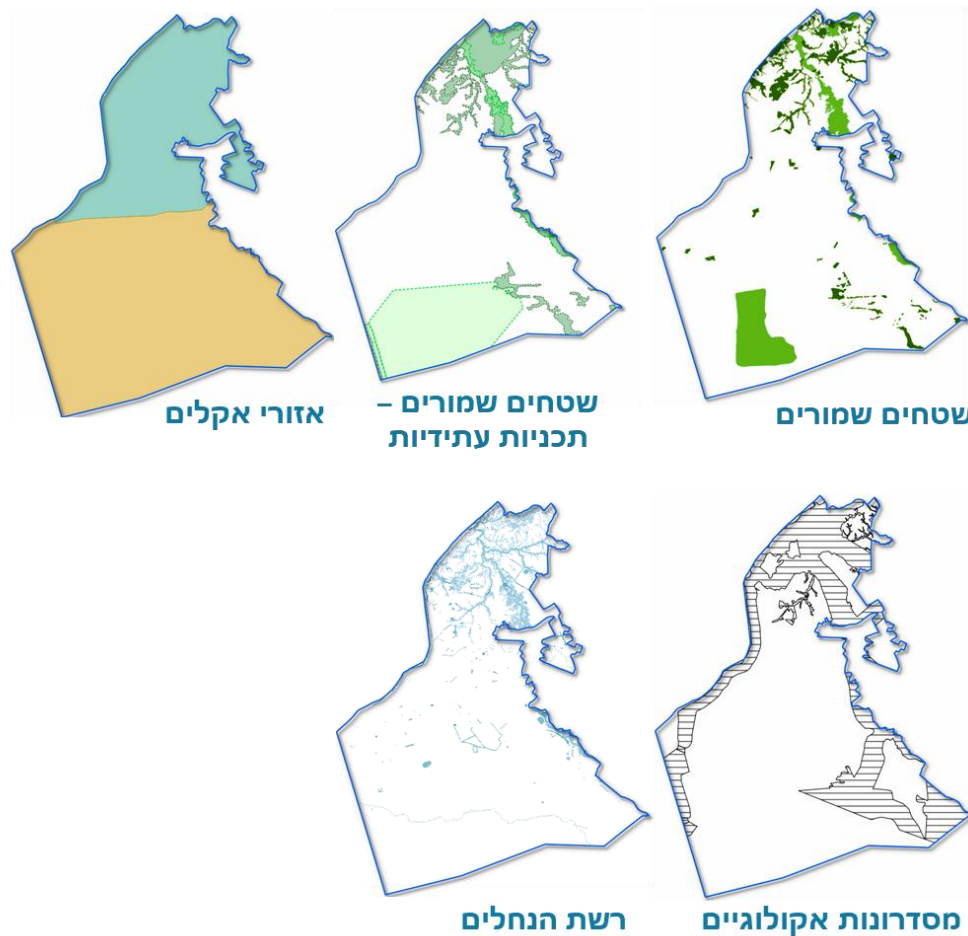 שטחים שמורים
שטחים שמורים –
תכניות עתידיות
אזורי אקלים
מסדרונות אקולוגיים
רשת הנחלים